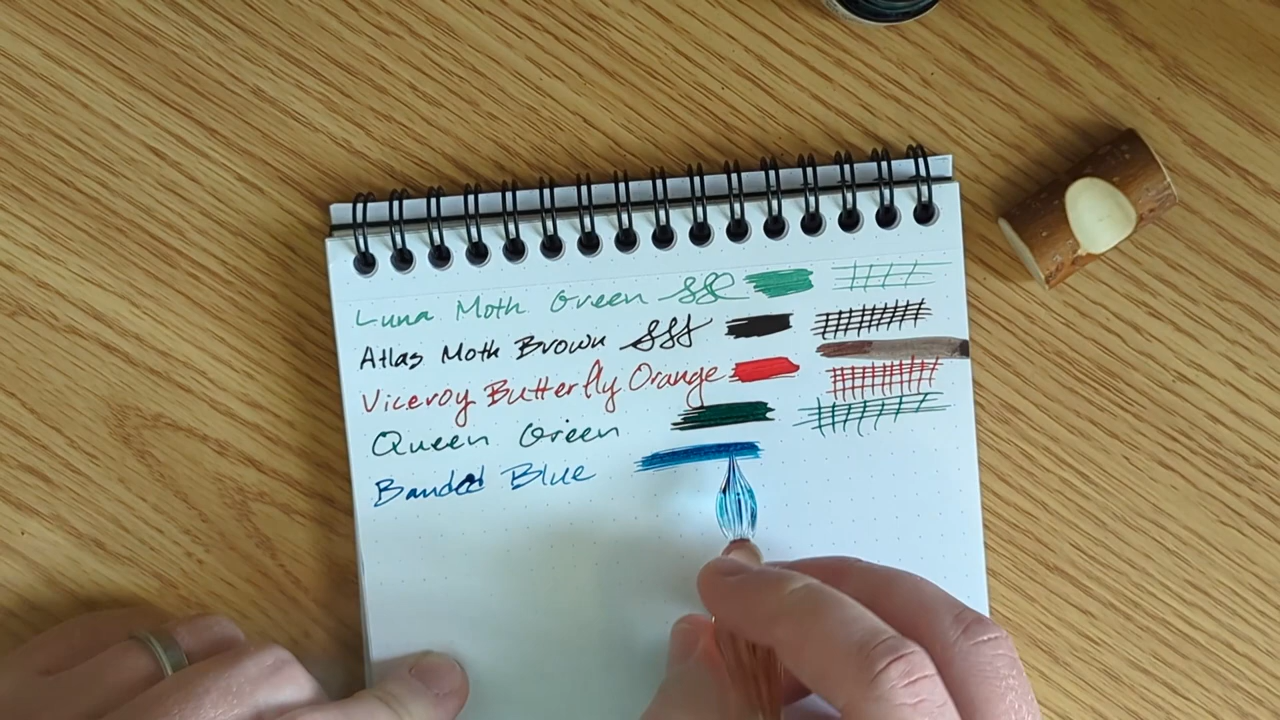 Luna Moth Green
Atlas Moth Brown
Viceroy Butterfly Orange
Queen Green
Banded Blue